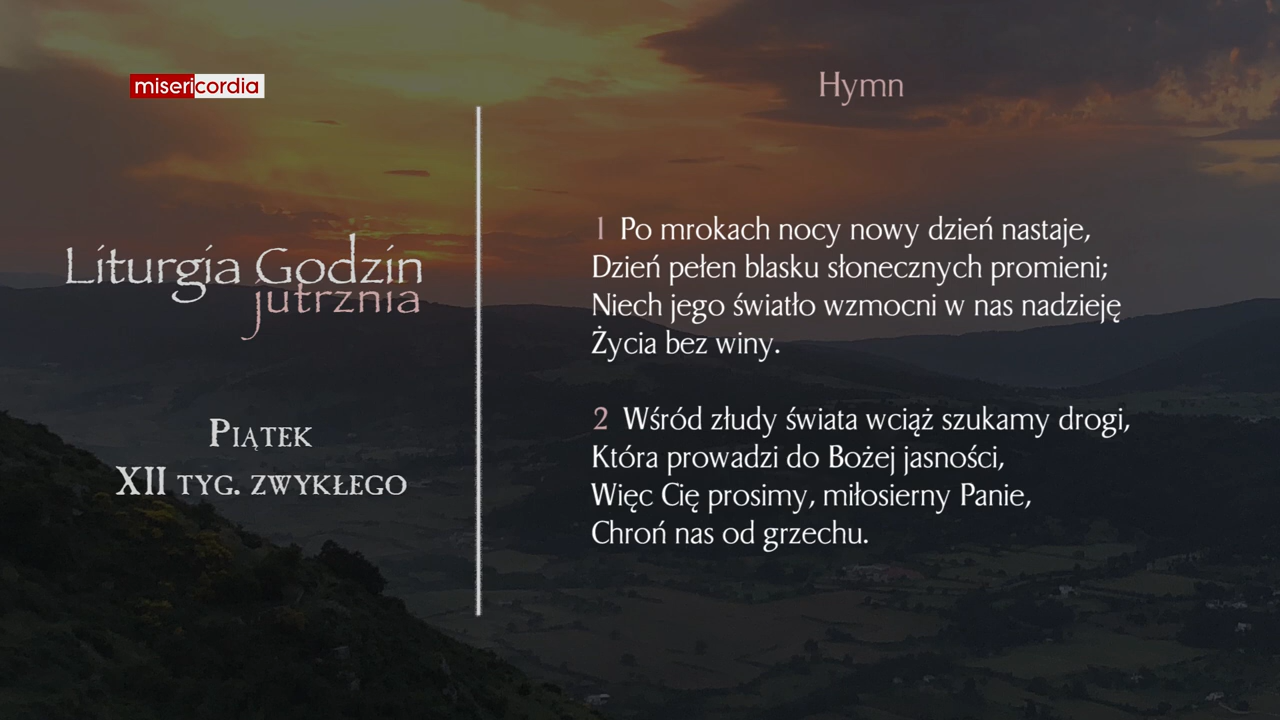 misericordia
Liturgia Godzin
jutrznia
Piątek
XII tyg. zwykłego
Hymn
1 Po mrokach nocy nowy dzień nastaje,
Dzień pełen blasku słonecznych promieni;
Niech jego światło wzmocni w nas nadzieję
Życia bez winy.
2 Wśród złudy świata wciąż szukamy drogi,
Która prowadzi do Bożej jasności,
Więc Cię prosimy, miłosierny Panie,
Chroń nas od grzechu.